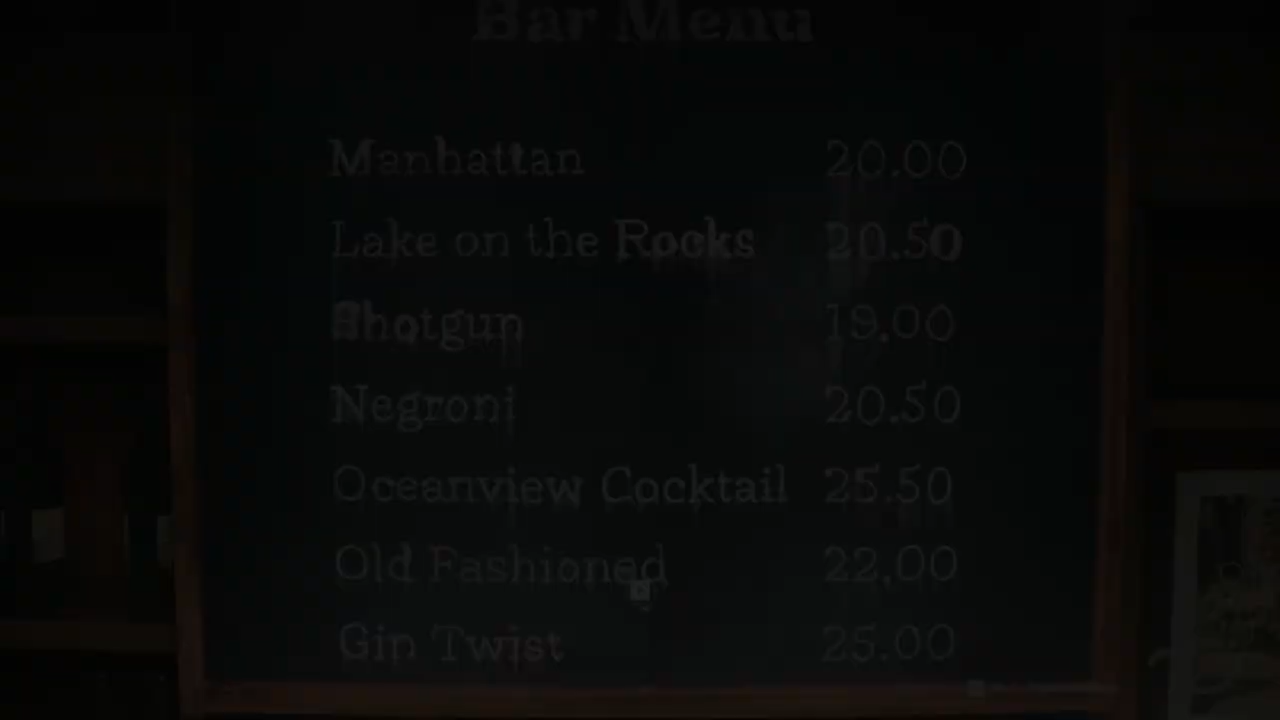 Bar Menu
Manhattan 20.00
Lake on the Rocks 20.50
Shotgun 19.00
Negroni 20.50
Oceanview Cocktail 25.50
Old Fashioned 22.00
Gin Twist 25.00